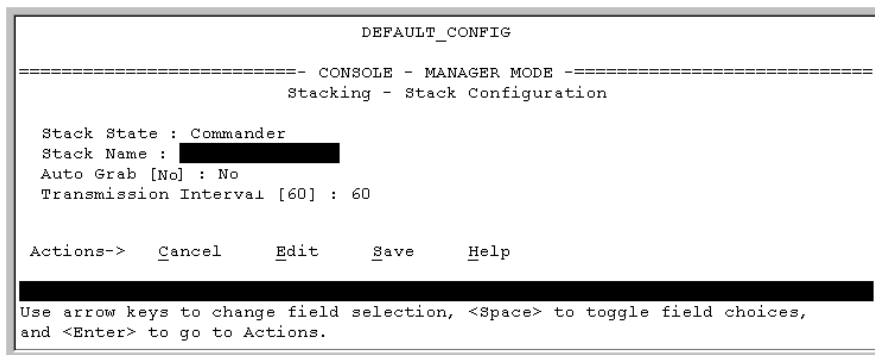 DEFAULT_CONFIG
==========================- CONSOLE - MANAGER MODE -============================
Stacking - Stack Configuration
Stack State : Commander
Stack Name :
Auto Grab [No] : No
Transmission Interval [60] : 60
Actions-> Cancel Edit Save Help
Use arrow keys to change field selection, <Space> to toggle field choices,
and <Enter> to go to Actions.